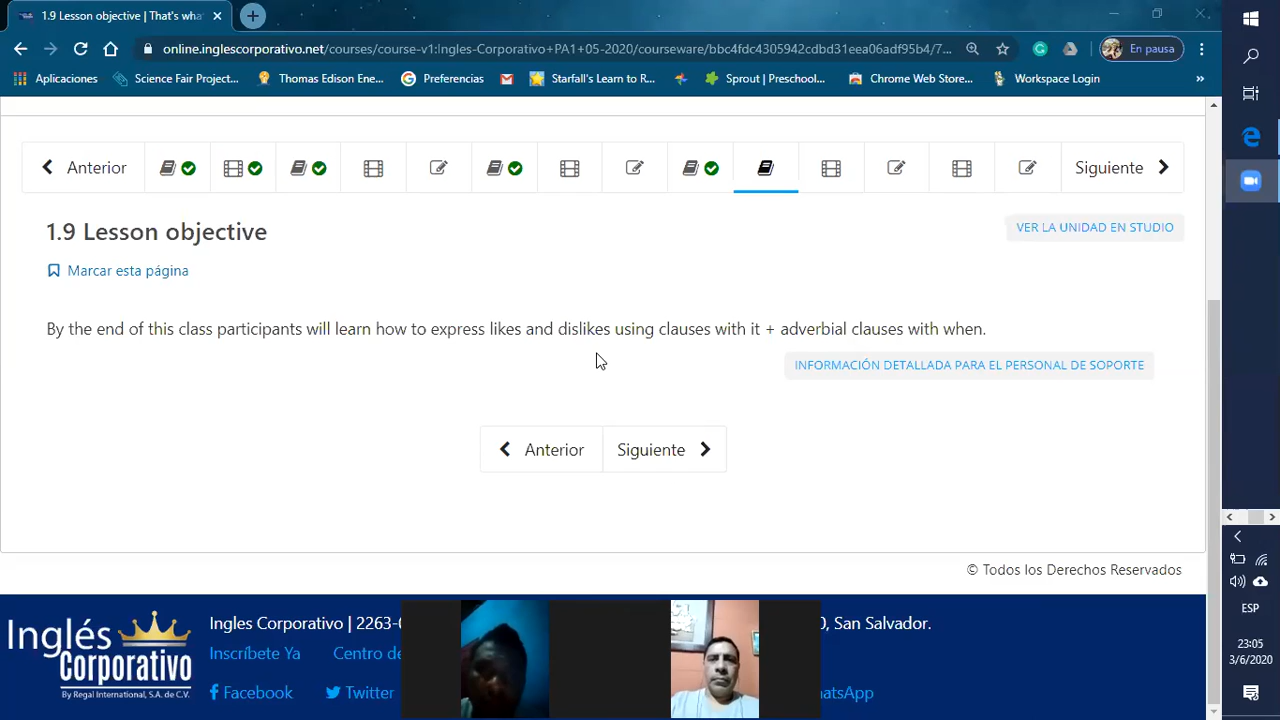 1.9 Lesson objective | That's wha
online.inglescorporativo.net/courses/course-v1:Ingles-Corporativo+PA1+05-2020/courseware/bbc4fdc4305942cdbd31eea06adf95b4/7...
En pausa
Aplicaciones
Science Fair Project...
Thomas Edison Ene...
Preferencias
Starfall's Learn to R...
Sprout | Preschool...
Chrome Web Store...
Workspace Login
»
Anterior
Siguiente
1.9 Lesson objective
VER LA UNIDAD EN STUDIO
Marcar esta página
By the end of this class participants will learn how to express likes and dislikes using clauses with it + adverbial clauses with when.
INFORMACIÓN DETALLADA PARA EL PERSONAL DE SOPORTE
Anterior
Siguiente
© Todos los Derechos Reservados
Inglés Corporativo
By Regal International, S.A. de C.V.
Ingles Corporativo | 2263-
0, San Salvador.
Inscríbete Ya
Centro de
Facebook
Twitter
hatsApp
ESP
23:05
3/6/2020